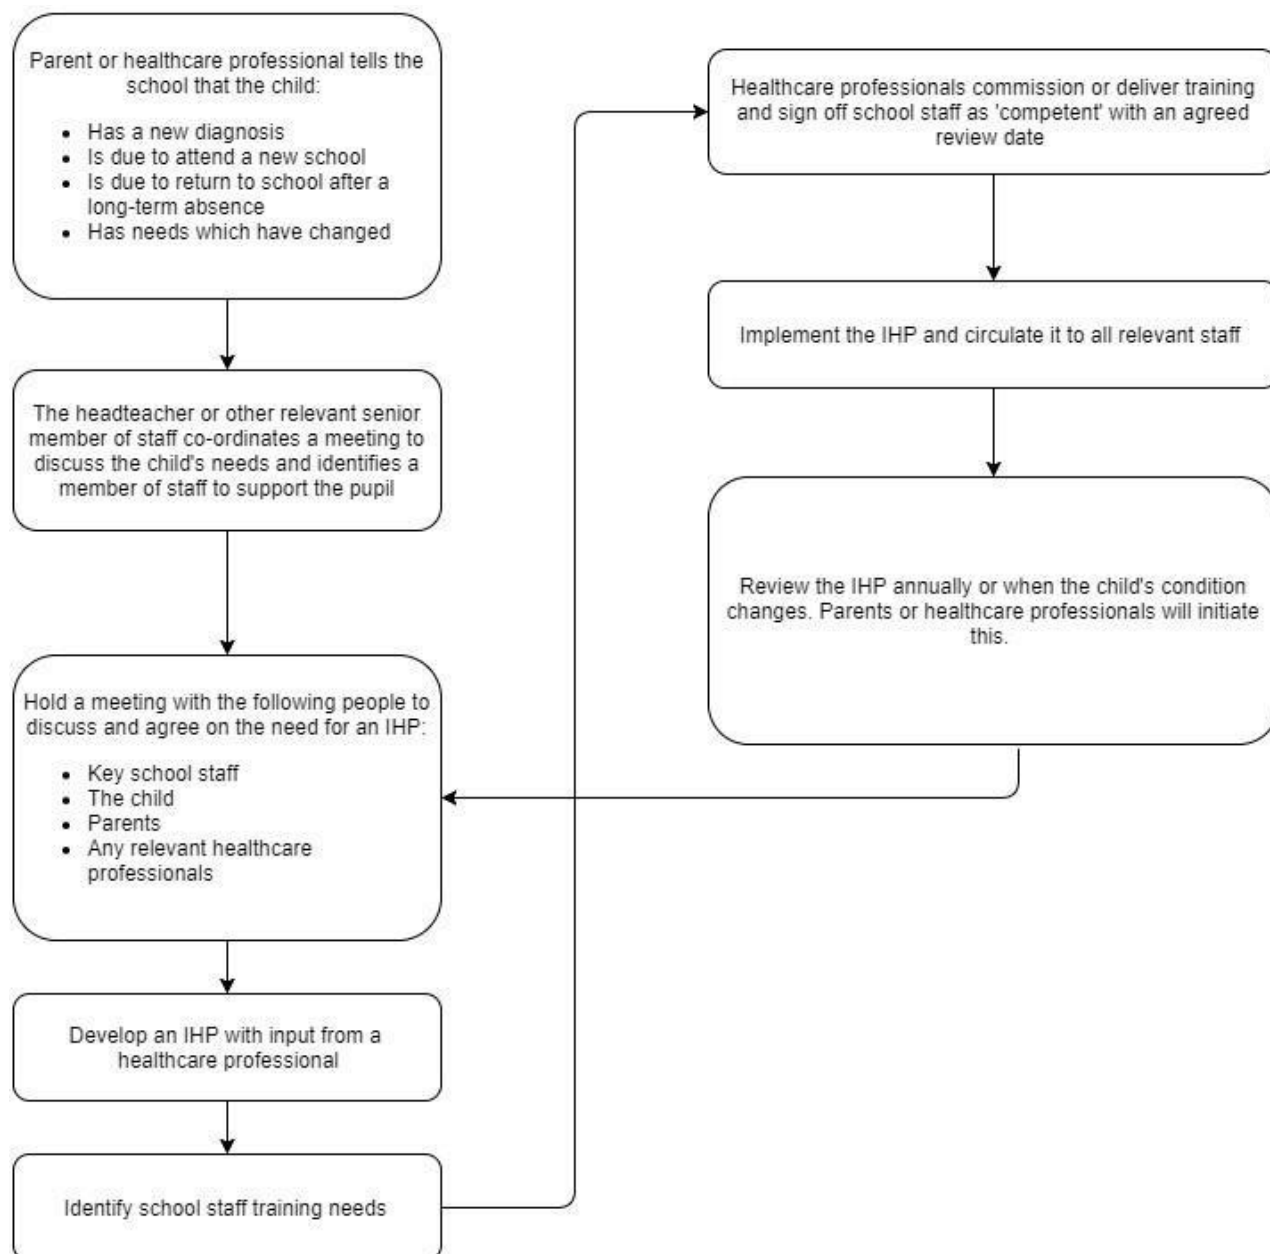 Parent or healthcare professional tells the
school that the child:
• Has a new diagnosis
• Is due to attend a new school
• Is due to return to school after a
long-term absence
• Has needs which have changed
The headteacher or other relevant senior
member of staff co-ordinates a meeting to
discuss the child's needs and identifies a
member of staff to support the pupil
Hold a meeting with the following people to
discuss and agree on the need for an IHP:
• Key school staff
• The child
• Parents
• Any relevant healthcare
professionals
Develop an IHP with input from a
healthcare professional
Identify school staff training needs
Healthcare professionals commission or deliver training
and sign off school staff as 'competent' with an agreed
review date
Implement the IHP and circulate it to all relevant staff
Review the IHP annually or when the child's condition
changes. Parents or healthcare professionals will initiate
this.